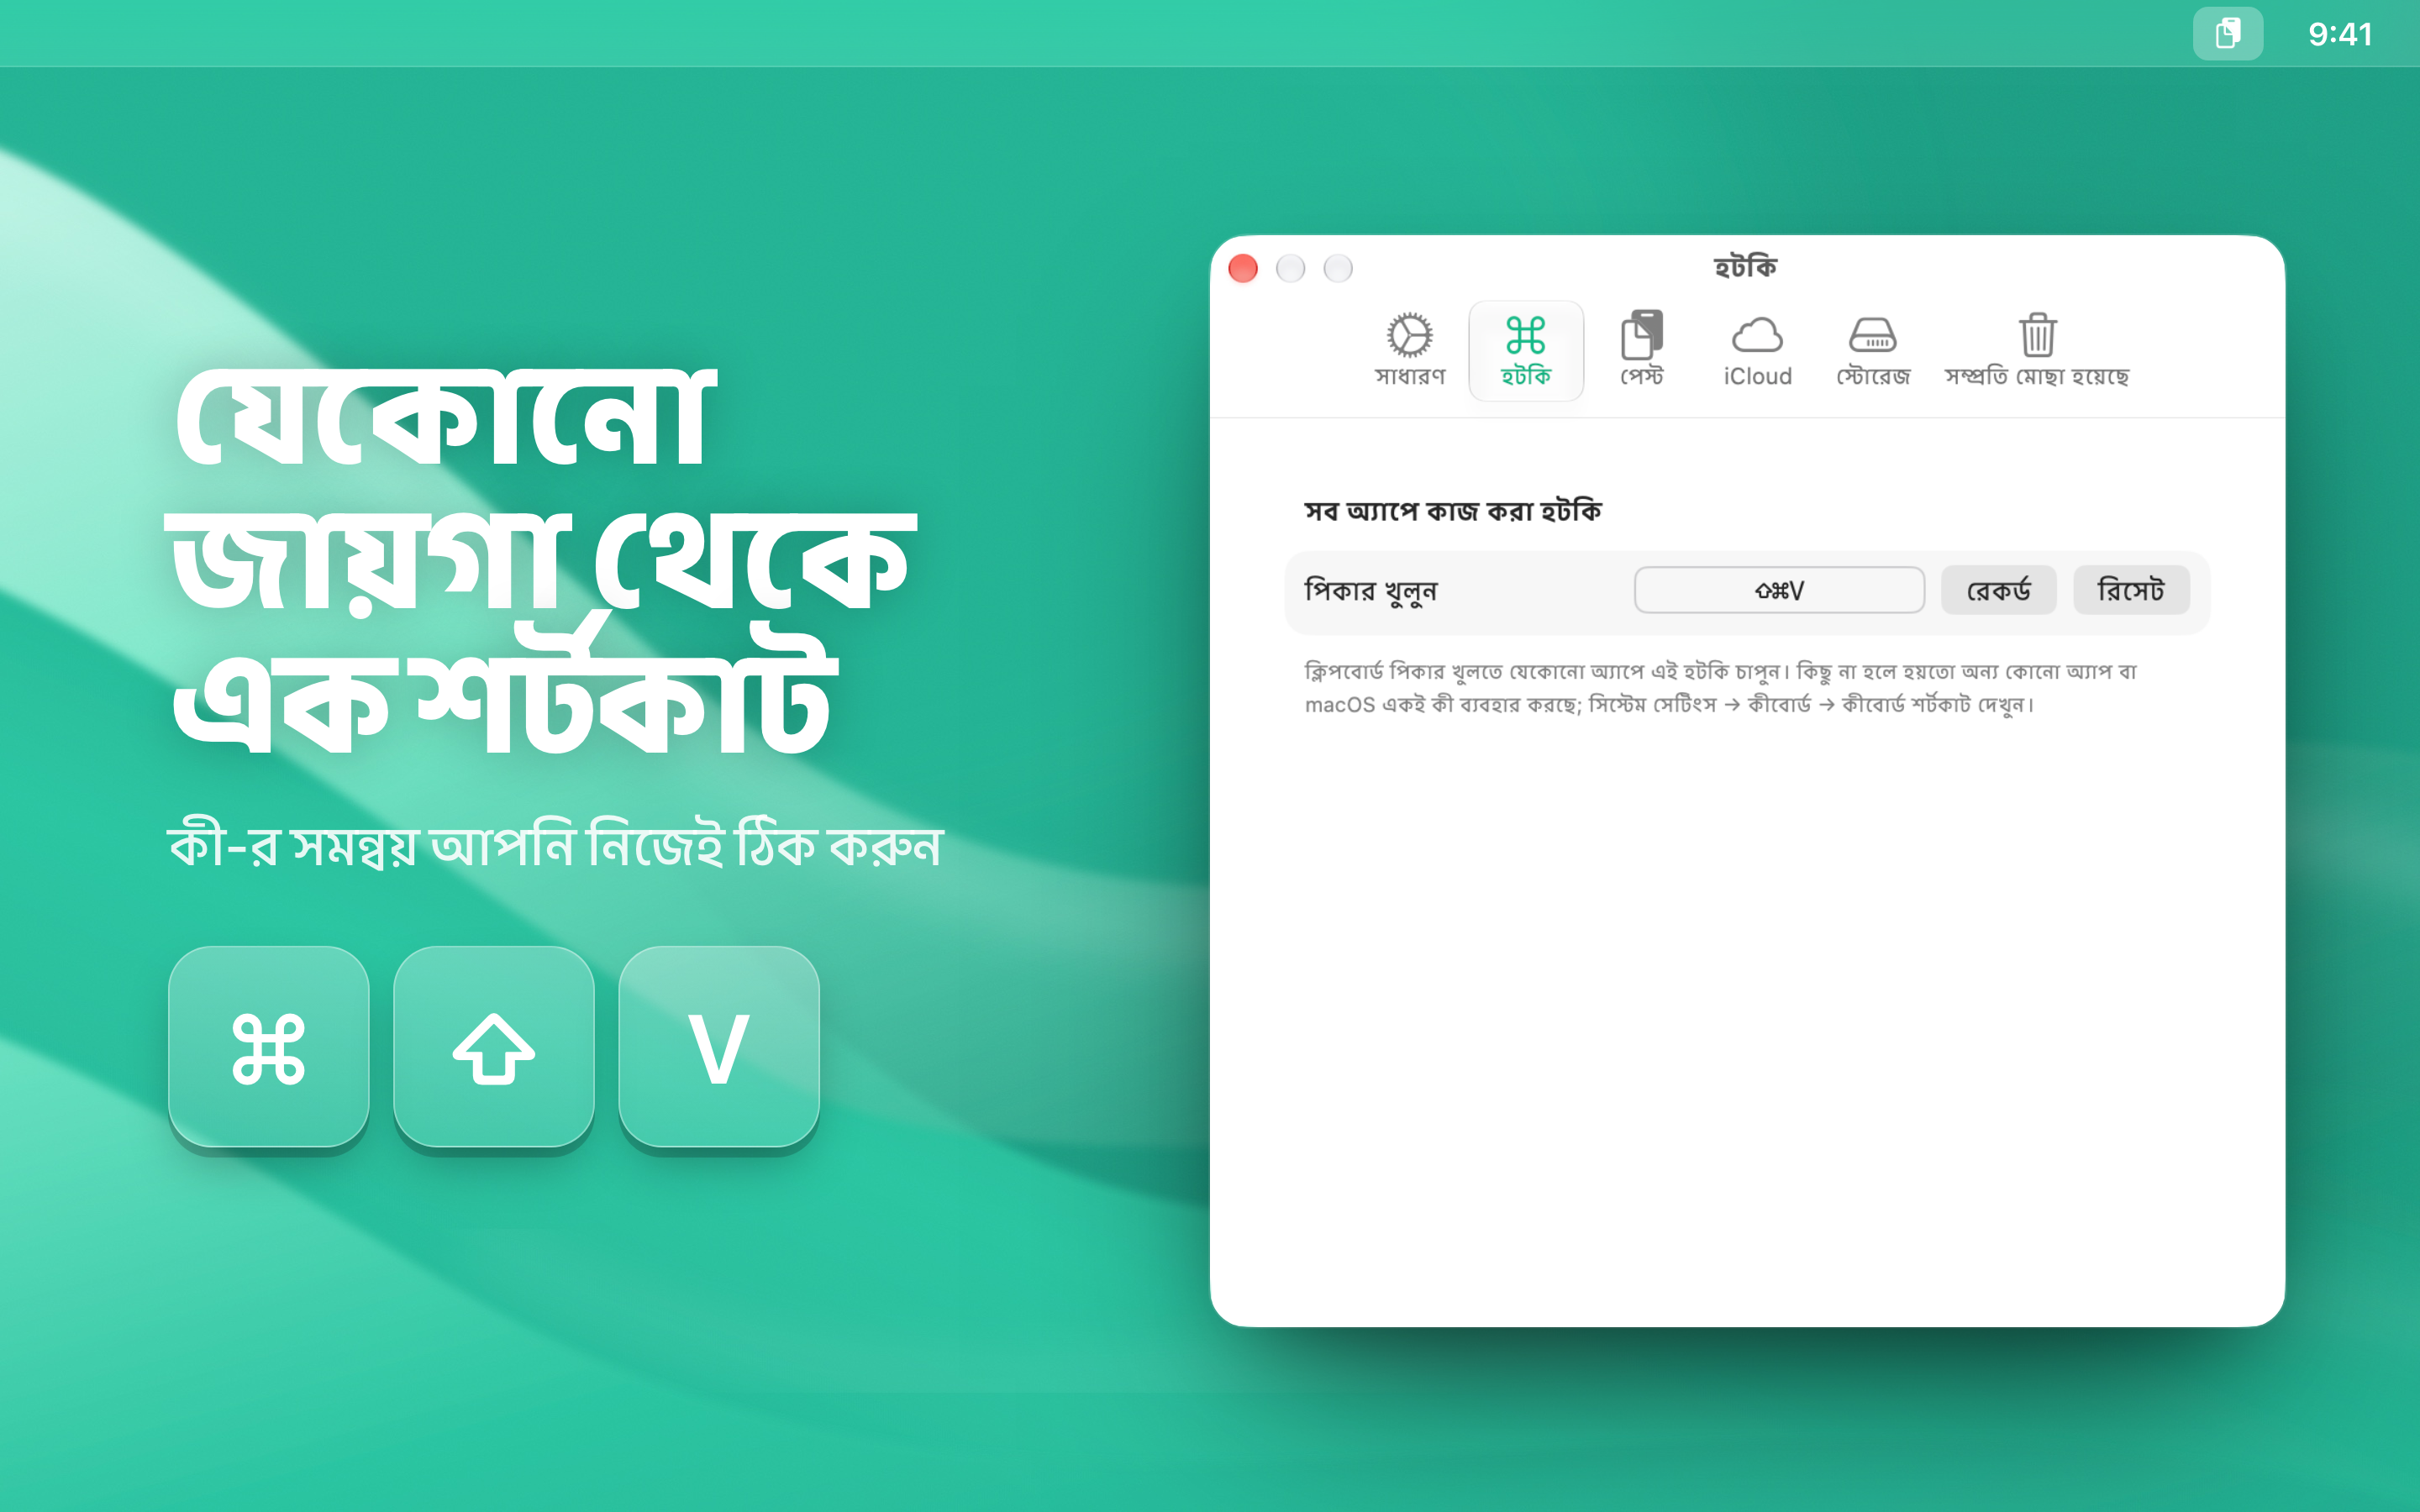 9:41
যেকোনো
জায়গা থেকে
এক শর্টকাট
কী-র সমন্বয় আপনি নিজেই ঠিক করুন
⌘ ⇧ V
হটকি
সাধারণ হটকি পেস্ট iCloud স্টোরেজ সম্প্রতি মোছা হয়েছে
সব অ্যাপে কাজ করা হটকি
পিকার খুলুন ⇧⌘V রেকর্ড রিসেট
ক্লিপবোর্ড পিকার খুলতে যেকোনো অ্যাপে এই হটকি চাপুন। কিছু না হলে হয়তো অন্য কোনো অ্যাপ বা
macOS একই কী ব্যবহার করছে; সিস্টেম সেটিংস → কীবোর্ড → কীবোর্ড শর্টকাট দেখুন।